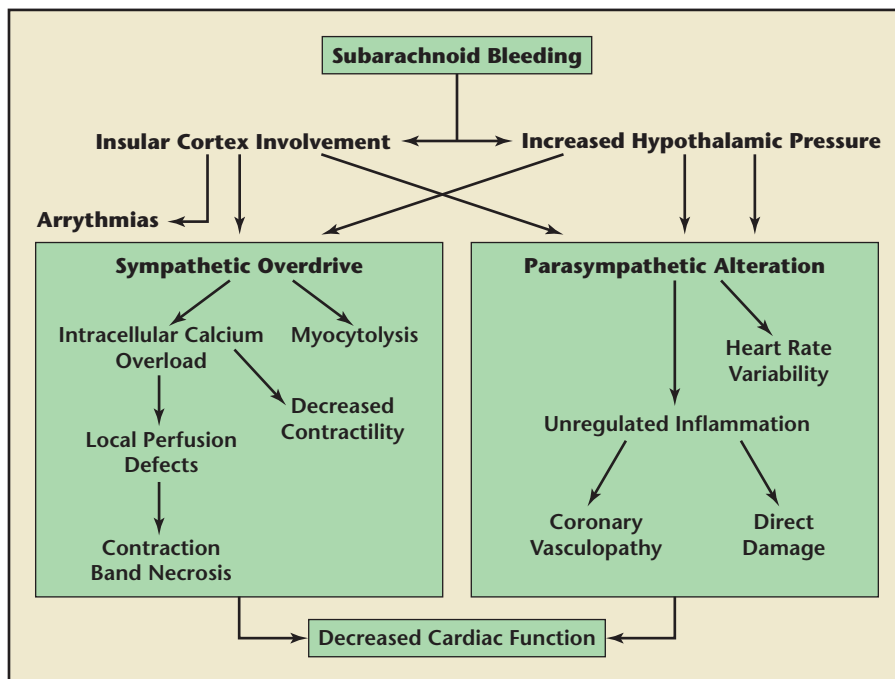 Subarachnoid Bleeding
Insular Cortex Involvement
Increased Hypothalamic Pressure
Arrythmias
Sympathetic Overdrive
Intracellular Calcium
Overload
Myocytolysis
Decreased
Contractility
Local Perfusion
Defects
Contraction
Band Necrosis
Parasympathetic Alteration
Heart Rate
Variability
Unregulated Inflammation
Coronary
Vasculopathy
Direct
Damage
Decreased Cardiac Function